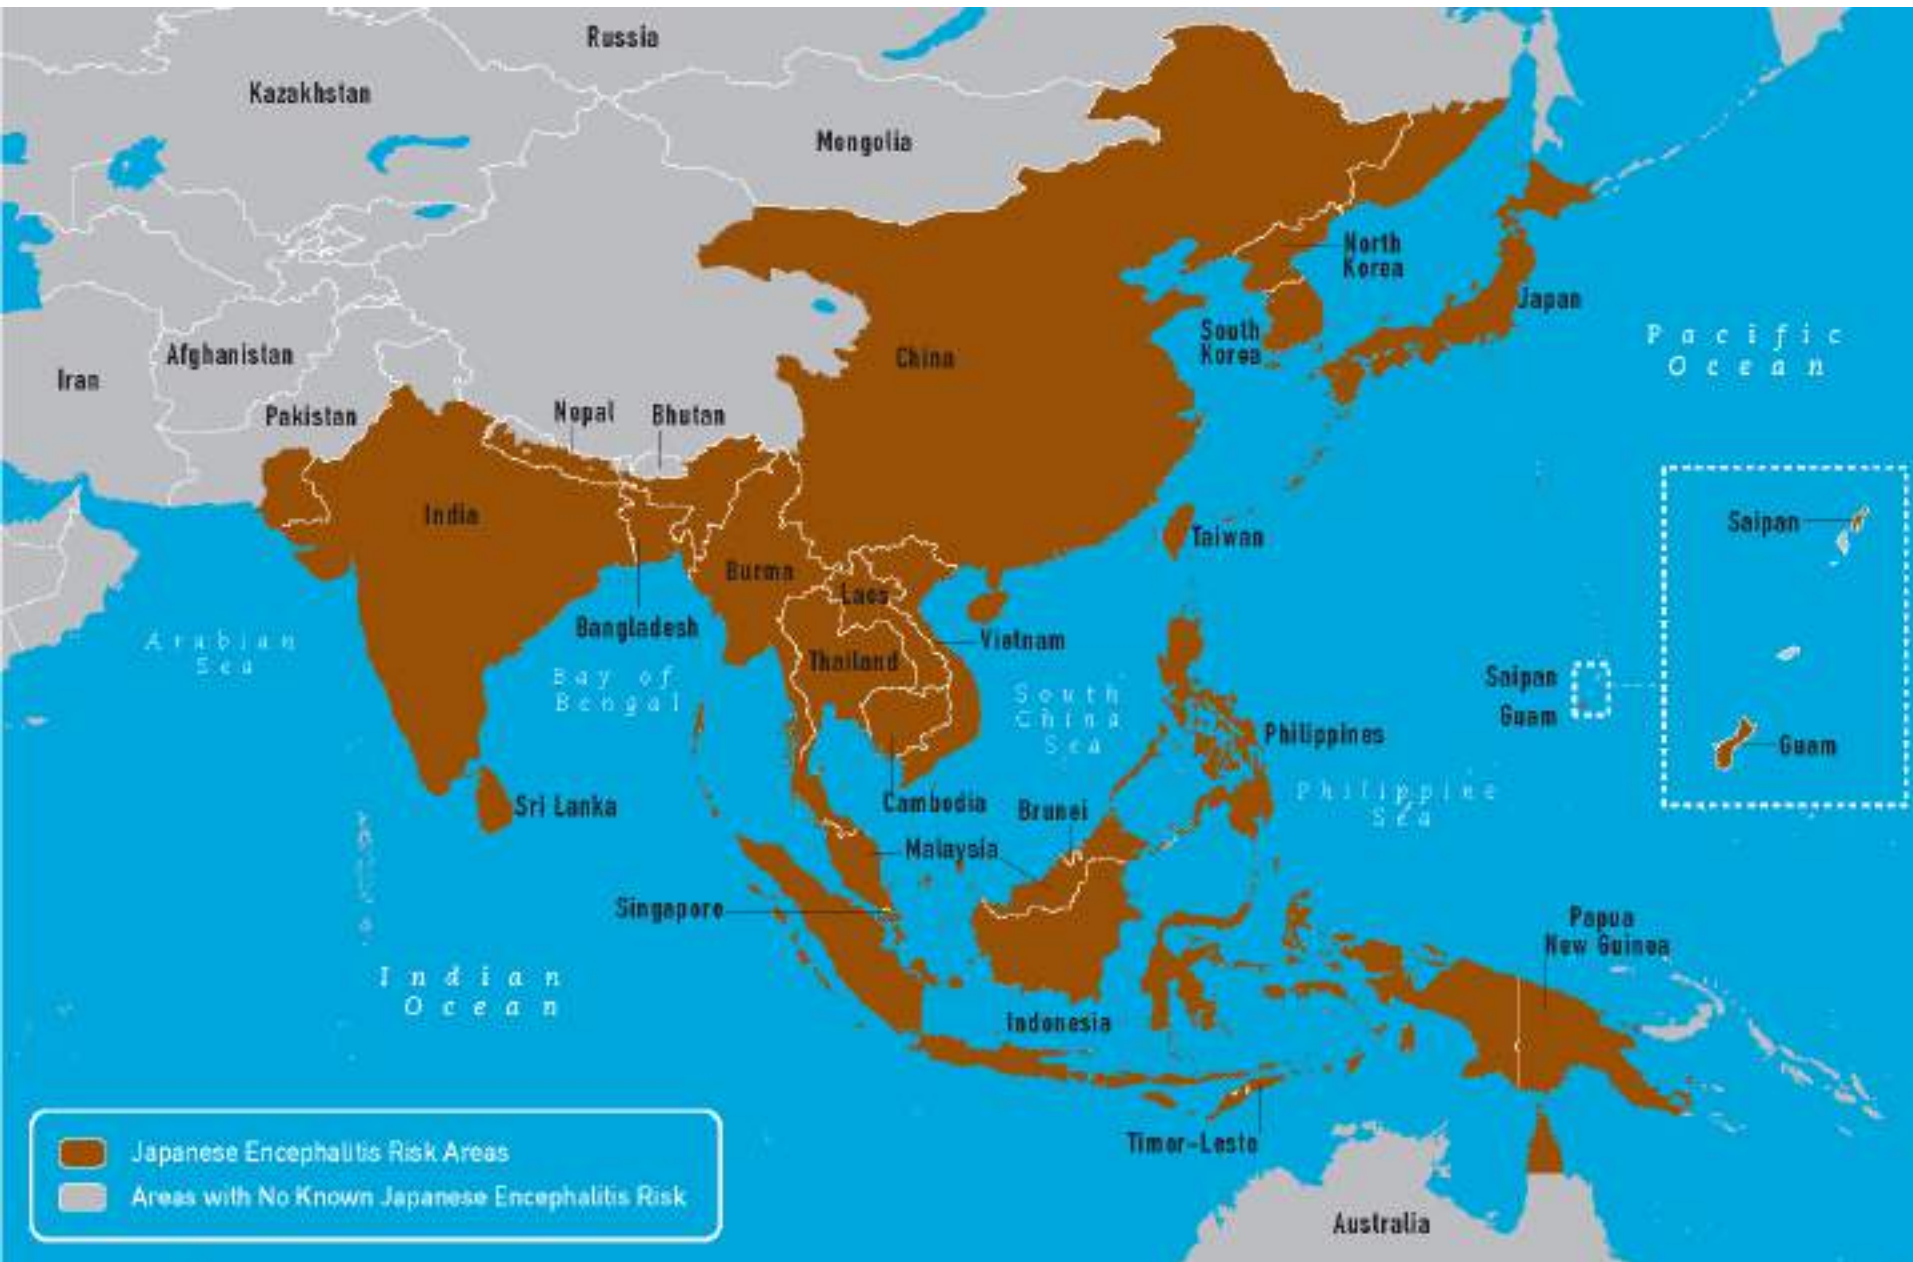 Russia
Kazakhstan
Mongolia
North
Korea
Japan
South
Korea
China
Pacific
Ocean
Afghanistan
Iran
Pakistan
Nepal
Bhutan
India
Taiwan
Saipan
Burma
Laos
Bangladesh
Vietnam
Arabian
Sea
Thailand
Bay of
Bengal
South
China
Sea
Saipan
Guam
Philippines
Guam
Philippine
Sea
Sri Lanka
Cambodia
Brunei
Malaysia
Singapore
Papua
New Guinea
Indian
Ocean
Indonesia
Timor-Leste
Japanese Encephalitis Risk Areas
Areas with No Known Japanese Encephalitis Risk
Australia